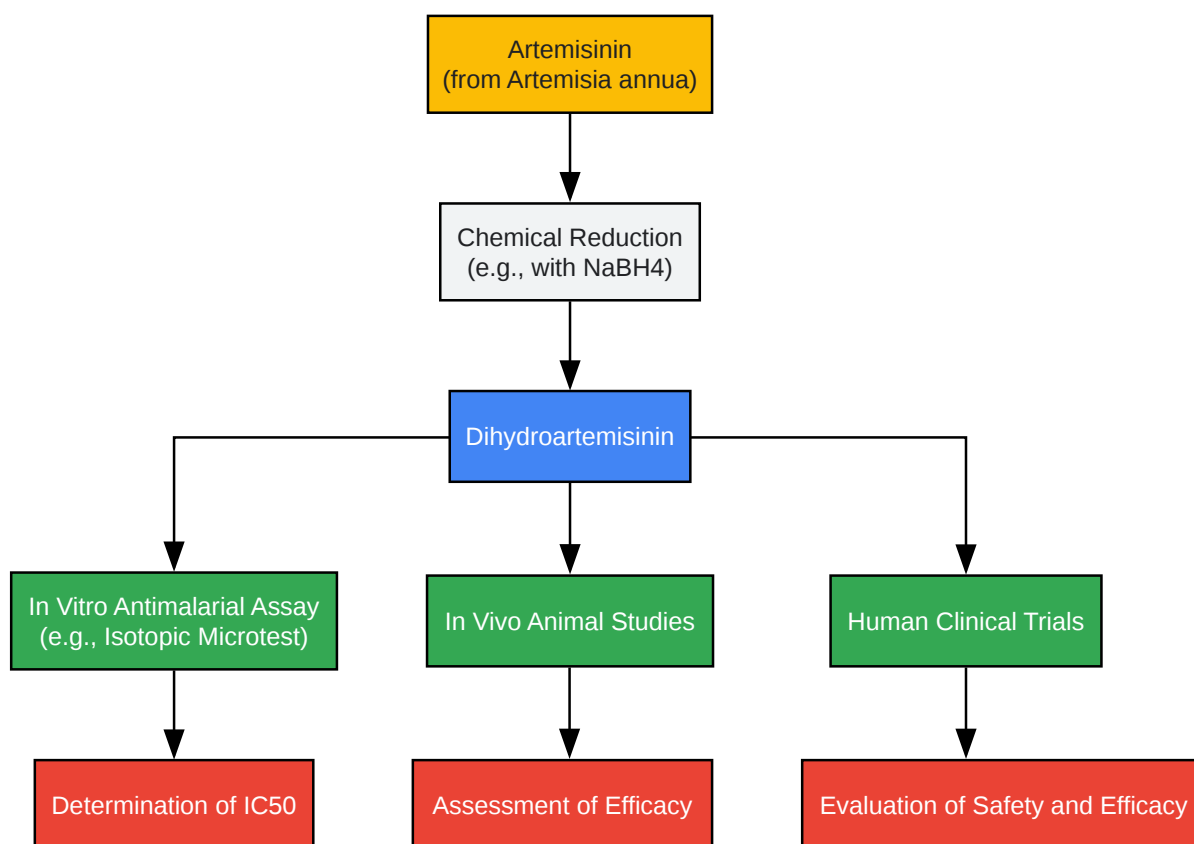 Artemisinin
(from Artemisia annua)
Chemical Reduction
(e.g., with NaBH4)
Dihydroartemisinin
In Vitro Antimalarial Assay
(e.g., Isotopic Microtest)
In Vivo Animal Studies
Human Clinical Trials
Determination of IC50
Assessment of Efficacy
Evaluation of Safety and Efficacy